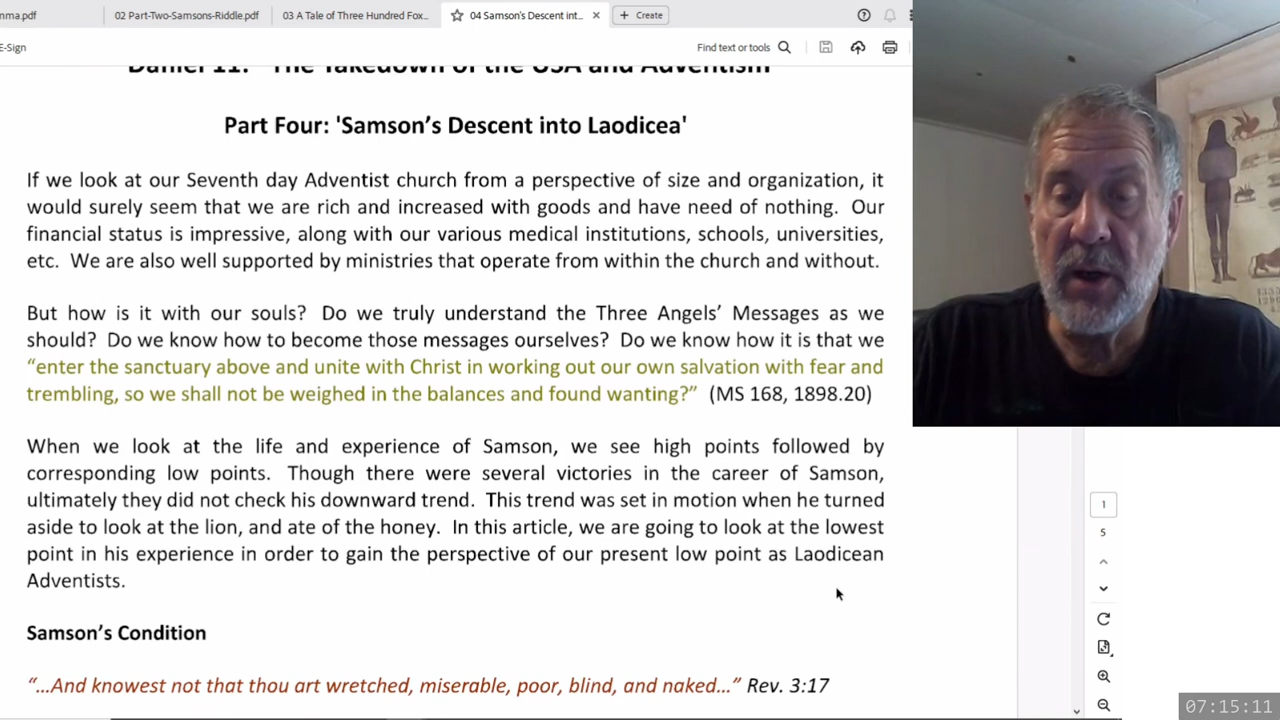 mma.pdf
02 Part-Two-Samsons-Riddle.pdf
03 A Tale of Three Hundred Fox...
04 Samson's Descent int...
Create
E-Sign
Find text or tools
Daniel 11: "The Takedown of the USA and Adventism"
Part Four: 'Samson’s Descent into Laodicea'
If we look at our Seventh day Adventist church from a perspective of size and organization, it
would surely seem that we are rich and increased with goods and have need of nothing. Our
financial status is impressive, along with our various medical institutions, schools, universities,
etc. We are also well supported by ministries that operate from within the church and without.
But how is it with our souls? Do we truly understand the Three Angels’ Messages as we
should? Do we know how to become those messages ourselves? Do we know how it is that we
“enter the sanctuary above and unite with Christ in working out our own salvation with fear and
trembling, so we shall not be weighed in the balances and found wanting?” (MS 168, 1898.20)
When we look at the life and experience of Samson, we see high points followed by
corresponding low points. Though there were several victories in the career of Samson,
ultimately they did not check his downward trend. This trend was set in motion when he turned
aside to look at the lion, and ate of the honey. In this article, we are going to look at the lowest
point in his experience in order to gain the perspective of our present low point as Laodicean
Adventists.
Samson’s Condition
“...And knowest not that thou art wretched, miserable, poor, blind, and naked...” Rev. 3:17
1
5
07:15:11